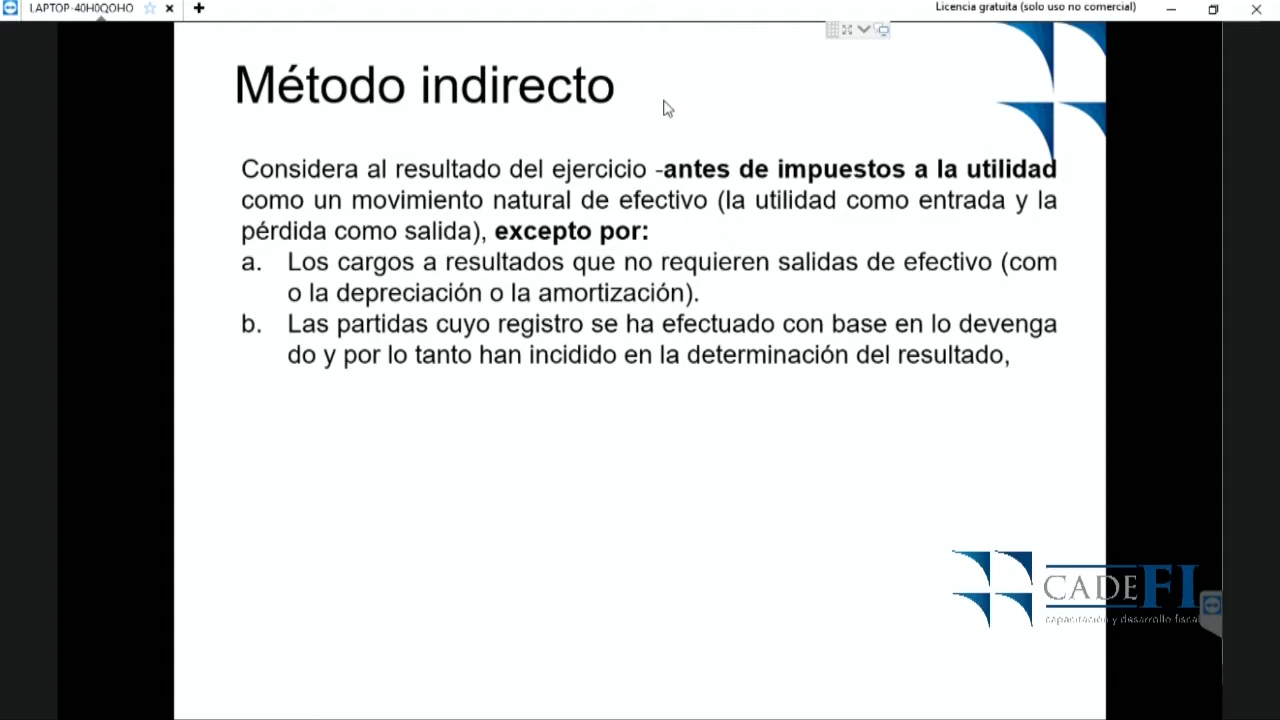 LAPTOP-40H0QOHO
Licencia gratuita (solo uso no comercial)
Método indirecto
Considera al resultado del ejercicio -antes de impuestos a la utilidad
como un movimiento natural de efectivo (la utilidad como entrada y la
pérdida como salida), excepto por:
a. Los cargos a resultados que no requieren salidas de efectivo (com
o la depreciación o la amortización).
b. Las partidas cuyo registro se ha efectuado con base en lo devenga
do y por lo tanto han incidido en la determinación del resultado,
CADEFI
capacitación y desarrollo fiscal